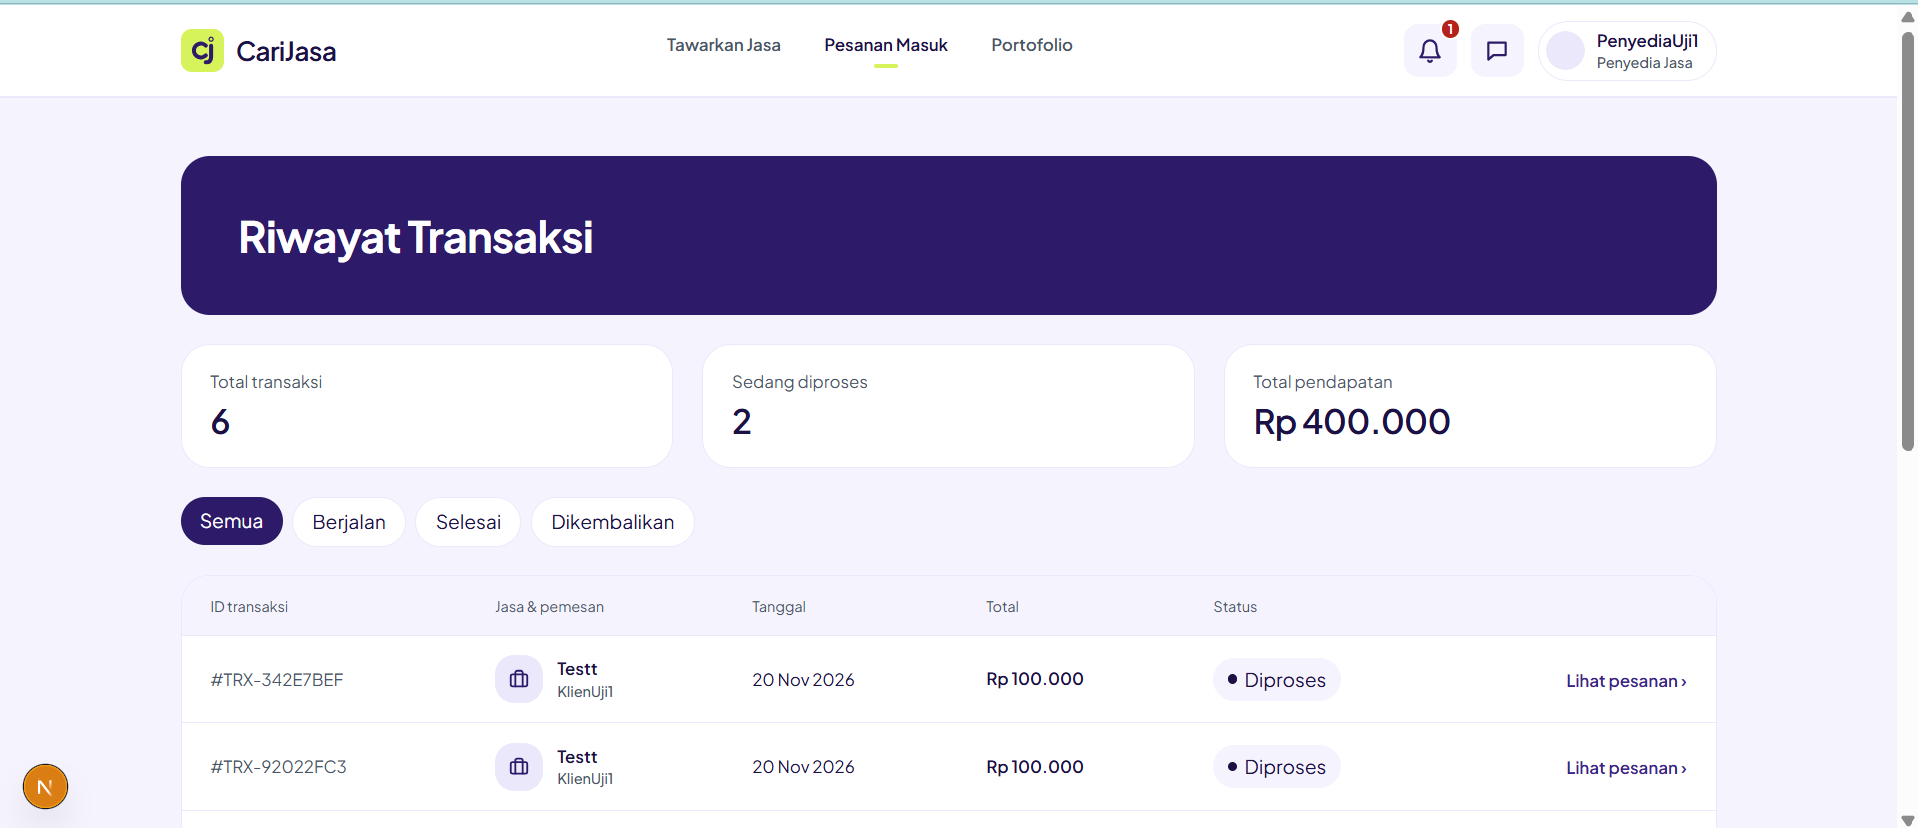 cj CariJasa
Tawarkan Jasa
Pesanan Masuk
Portofolio
1
PenyediaUji1
Penyedia Jasa
Riwayat Transaksi
Total transaksi
6
Sedang diproses
2
Total pendapatan
Rp 400.000
Semua
Berjalan
Selesai
Dikembalikan
ID transaksi
Jasa & pemesan
Tanggal
Total
Status
#TRX-342E7BEF
Testt
KlienUji1
20 Nov 2026
Rp 100.000
Diproses
Lihat pesanan ›
#TRX-92022FC3
Testt
KlienUji1
20 Nov 2026
Rp 100.000
Diproses
Lihat pesanan ›
N